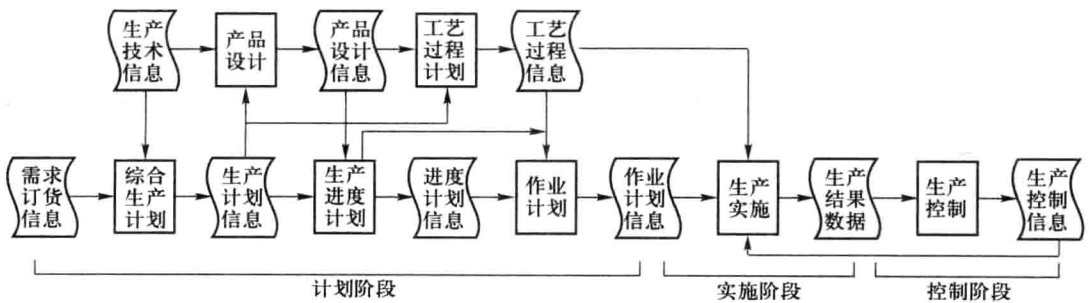 生产
技术
信息
产品
设计
产品
设计
信息
工艺
过程
计划
工艺
过程
信息
需求
订货
信息
综合
生产
计划
生产
计划
信息
生产
进度
计划
进度
计划
信息
作业
计划
作业
计划
信息
生产
实施
生产
结果
数据
生产
控制
生产
控制
信息
计划阶段
实施阶段
控制阶段